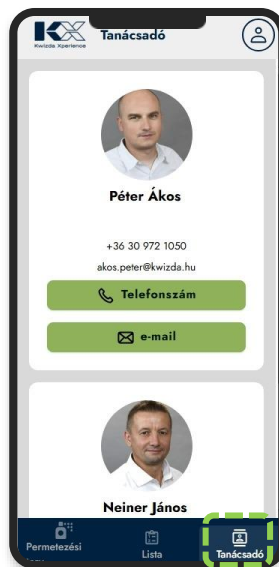 KX
Kwizda Xperience
Tanácsadó
Péter Ákos
+36 30 972 1050
akos.peter@kwizda.hu
Telefonszám
e-mail
Neiner János
Permetezési
Lista
Tanácsadó